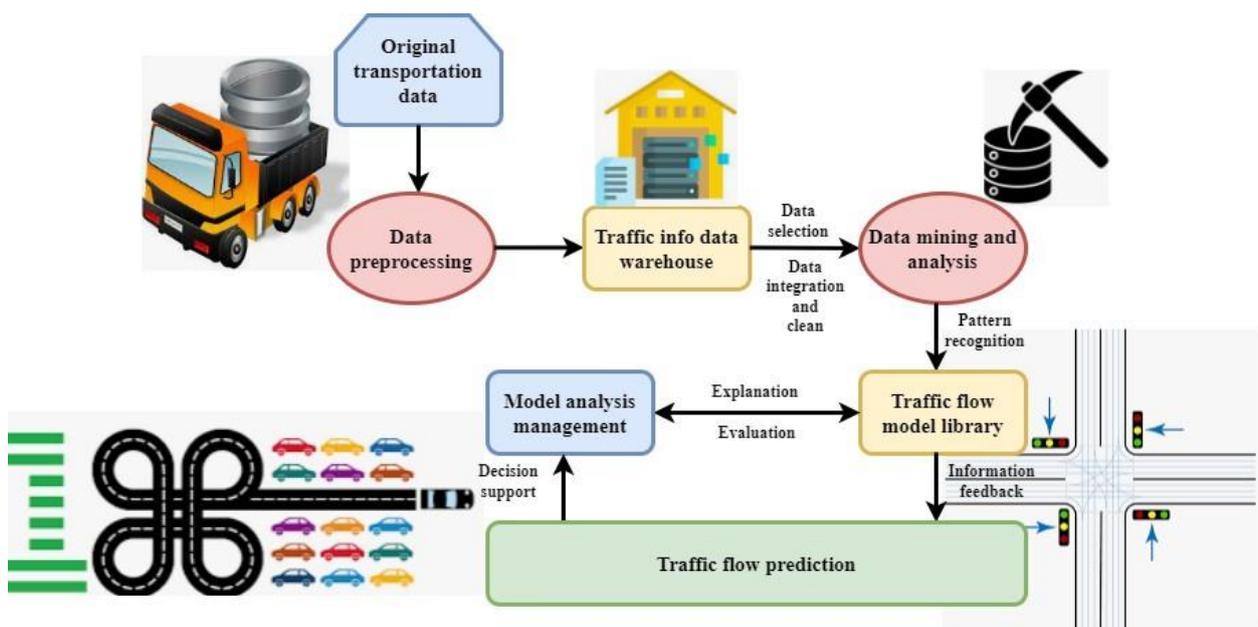 Original
transportation
data
Data
preprocessing
Traffic info data
warehouse
Data
selection
Data
integration
and
clean
Data mining and
analysis
Pattern
recognition
Model analysis
management
Explanation
Evaluation
Traffic flow
model library
Decision
support
Information
feedback
Traffic flow prediction